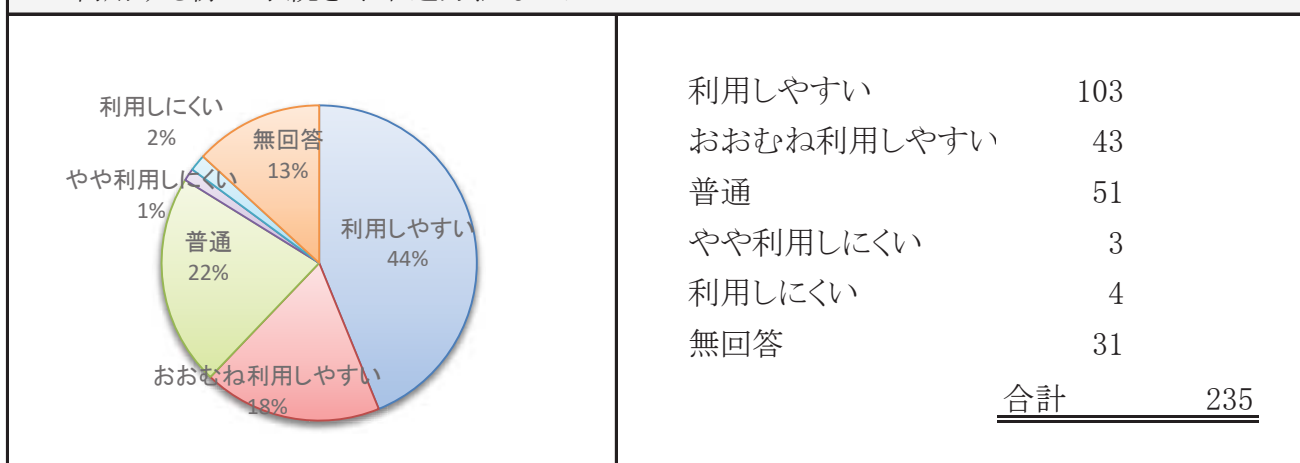 利用しやすい
44%
おおむね利用しやすい
18%
普通
22%
やや利用しにくい
1%
利用しにくい
2%
無回答
13%
利用しやすい 103
おおむね利用しやすい 43
普通 51
やや利用しにくい 3
利用しにくい 4
無回答 31
合計 235